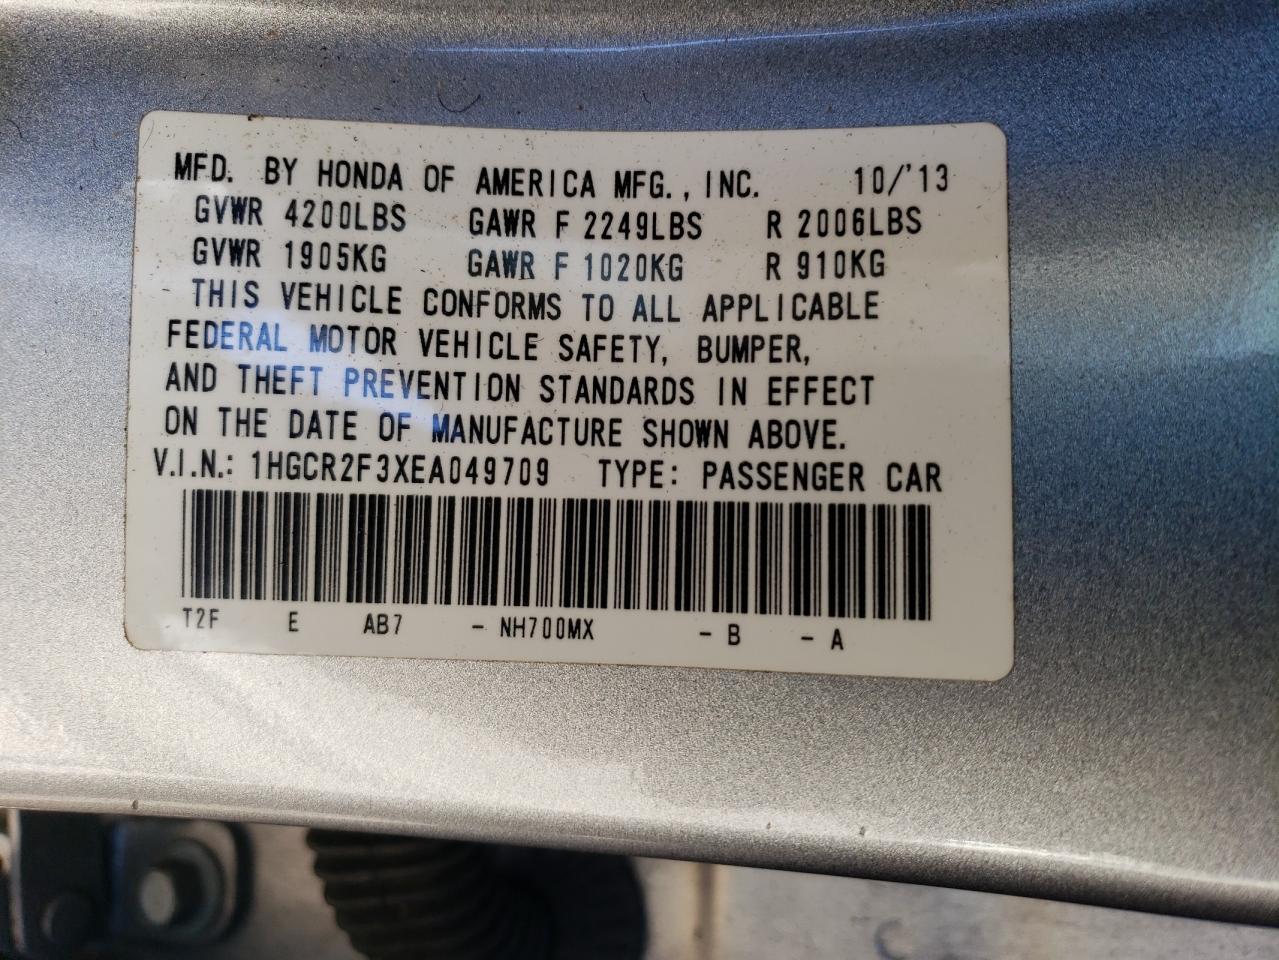 MFD. BY HONDA OF AMERICA MFG., INC. 10/'13
GVWR 4200LBS GAWR F 2249LBS R 2006LBS
GVWR 1905KG GAWR F 1020KG R 910KG
THIS VEHICLE CONFORMS TO ALL APPLICABLE
FEDERAL MOTOR VEHICLE SAFETY, BUMPER,
AND THEFT PREVENTION STANDARDS IN EFFECT
ON THE DATE OF MANUFACTURE SHOWN ABOVE.
V.I.N.: 1HGCR2F3XEA049709 TYPE: PASSENGER CAR
T2F E AB7 - NH700MX - B - A